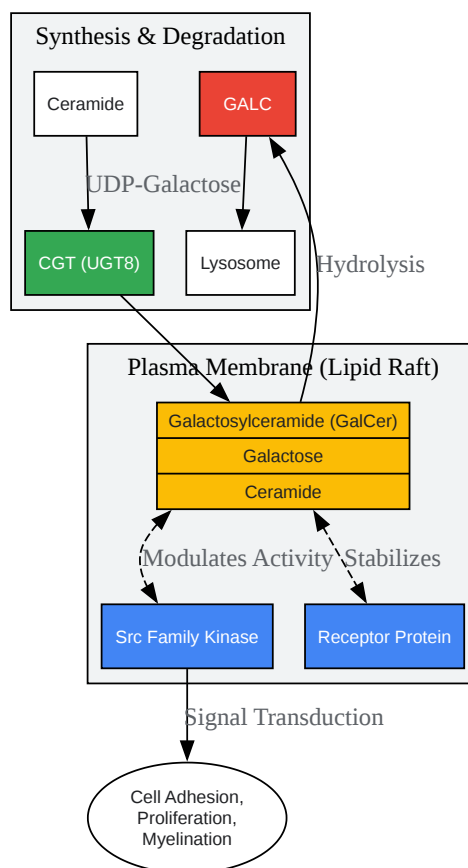 Synthesis & Degradation
Ceramide
GALC
UDP-Galactose
CGT (UGT8)
Lysosome
Hydrolysis
Plasma Membrane (Lipid Raft)
Galactosylceramide (GalCer)
Galactose
Ceramide
Modulates Activity
Stabilizes
Src Family Kinase
Receptor Protein
Signal Transduction
Cell Adhesion,
Proliferation,
Myelination